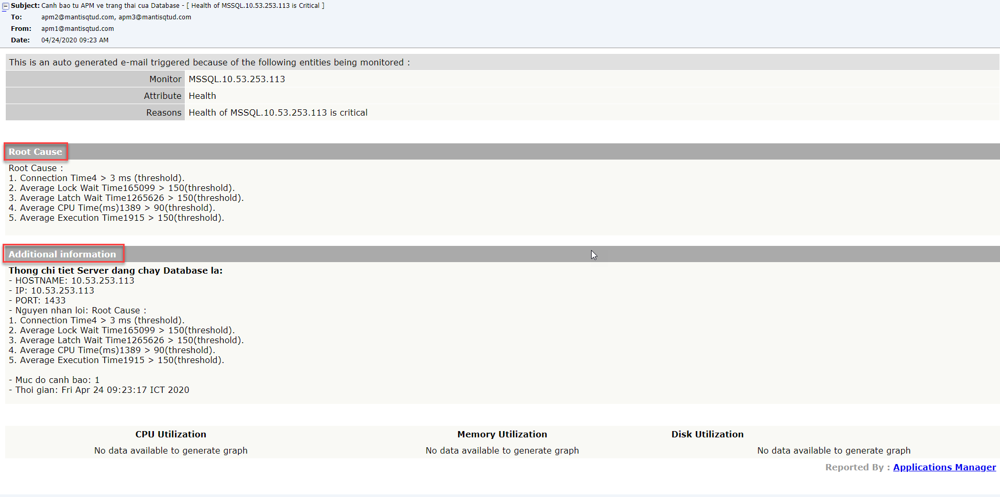 Subject: Canh bao tu APM ve trang thai cua Database - [ Health of MSSQL.10.53.253.113 is Critical ]
To: apm2@mantisqtud.com, apm3@mantisqtud.com
From: apm1@mantisqtud.com
Date: 04/24/2020 09:23 AM
This is an auto generated e-mail triggered because of the following entities being monitored :
Monitor MSSQL.10.53.253.113
Attribute Health
Reasons Health of MSSQL.10.53.253.113 is critical
Root Cause
Root Cause :
1. Connection Time4 > 3 ms (threshold).
2. Average Lock Wait Time165099 > 150(threshold).
3. Average Latch Wait Time1265626 > 150(threshold).
4. Average CPU Time(ms)1389 > 90(threshold).
5. Average Execution Time1915 > 150(threshold).
Additional information
Thong chi tiet Server dang chay Database la:
- HOSTNAME: 10.53.253.113
- IP: 10.53.253.113
- PORT: 1433
- Nguyen nhan loi: Root Cause :
1. Connection Time4 > 3 ms (threshold).
2. Average Lock Wait Time165099 > 150(threshold).
3. Average Latch Wait Time1265626 > 150(threshold).
4. Average CPU Time(ms)1389 > 90(threshold).
5. Average Execution Time1915 > 150(threshold).
- Muc do canh bao: 1
- Thoi gian: Fri Apr 24 09:23:17 ICT 2020
CPU Utilization Memory Utilization Disk Utilization
No data available to generate graph No data available to generate graph No data available to generate graph
Reported By : Applications Manager